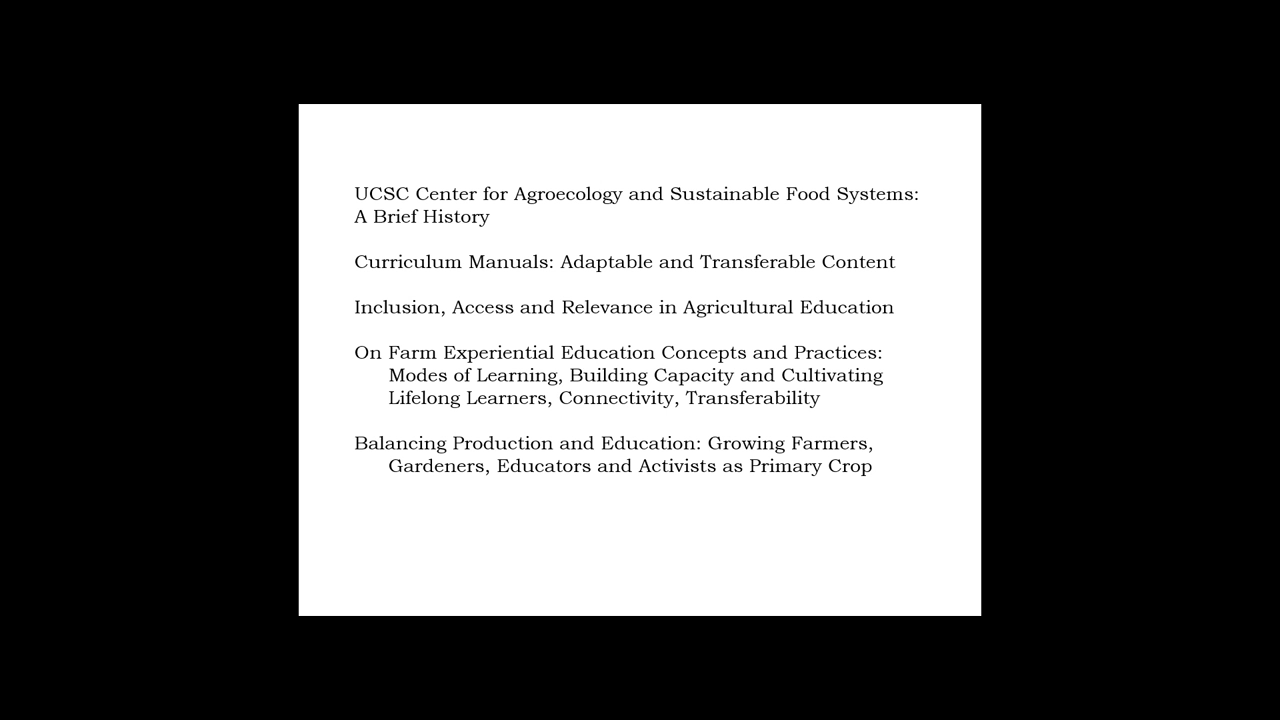 UCSC Center for Agroecology and Sustainable Food Systems:
A Brief History
Curriculum Manuals: Adaptable and Transferable Content
Inclusion, Access and Relevance in Agricultural Education
On Farm Experiential Education Concepts and Practices:
Modes of Learning, Building Capacity and Cultivating
Lifelong Learners, Connectivity, Transferability
Balancing Production and Education: Growing Farmers,
Gardeners, Educators and Activists as Primary Crop